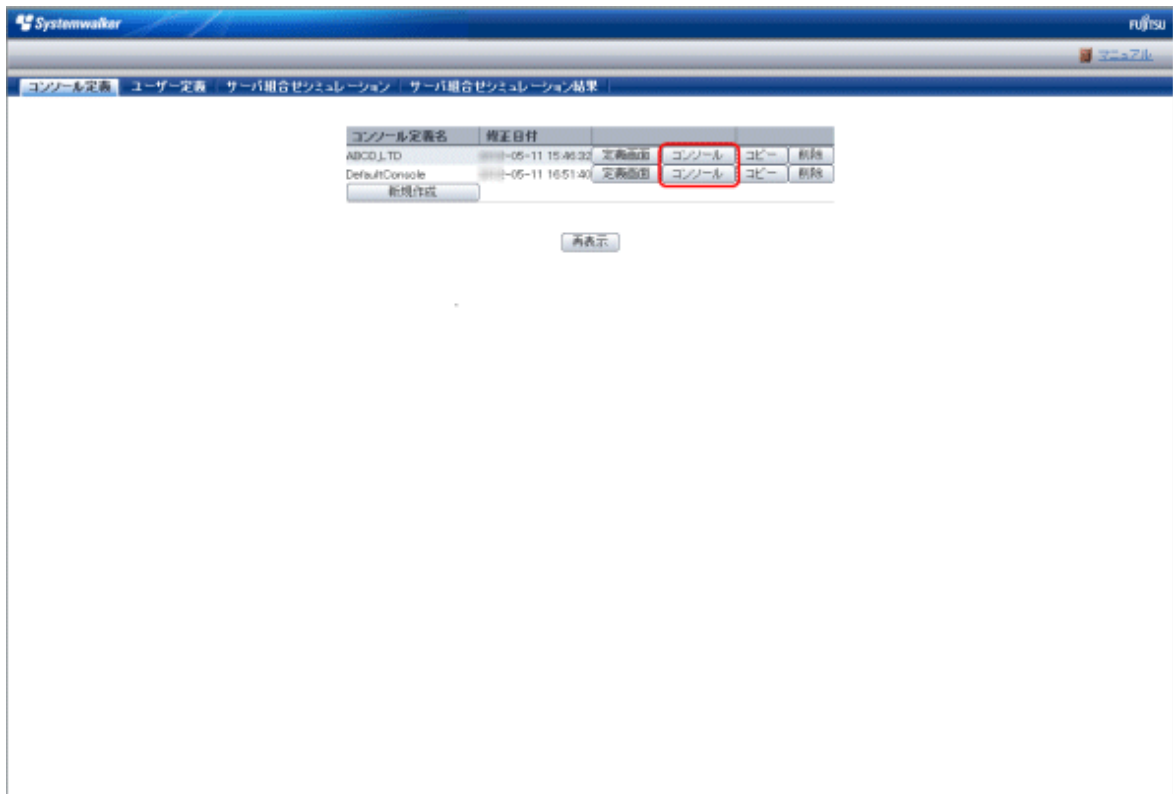 Systemwalker FUJITSU
マニュアル
コンソール定義 ユーザー定義 サーバ組合せシミュレーション サーバ組合せシミュレーション結果
コンソール定義名 修正日付
ABCD_LTD -05-11 15:46:32 定義画面 コンソール コピー 削除
DefaultConsole -05-11 16:51:40 定義画面 コンソール コピー 削除
新規作成
再表示